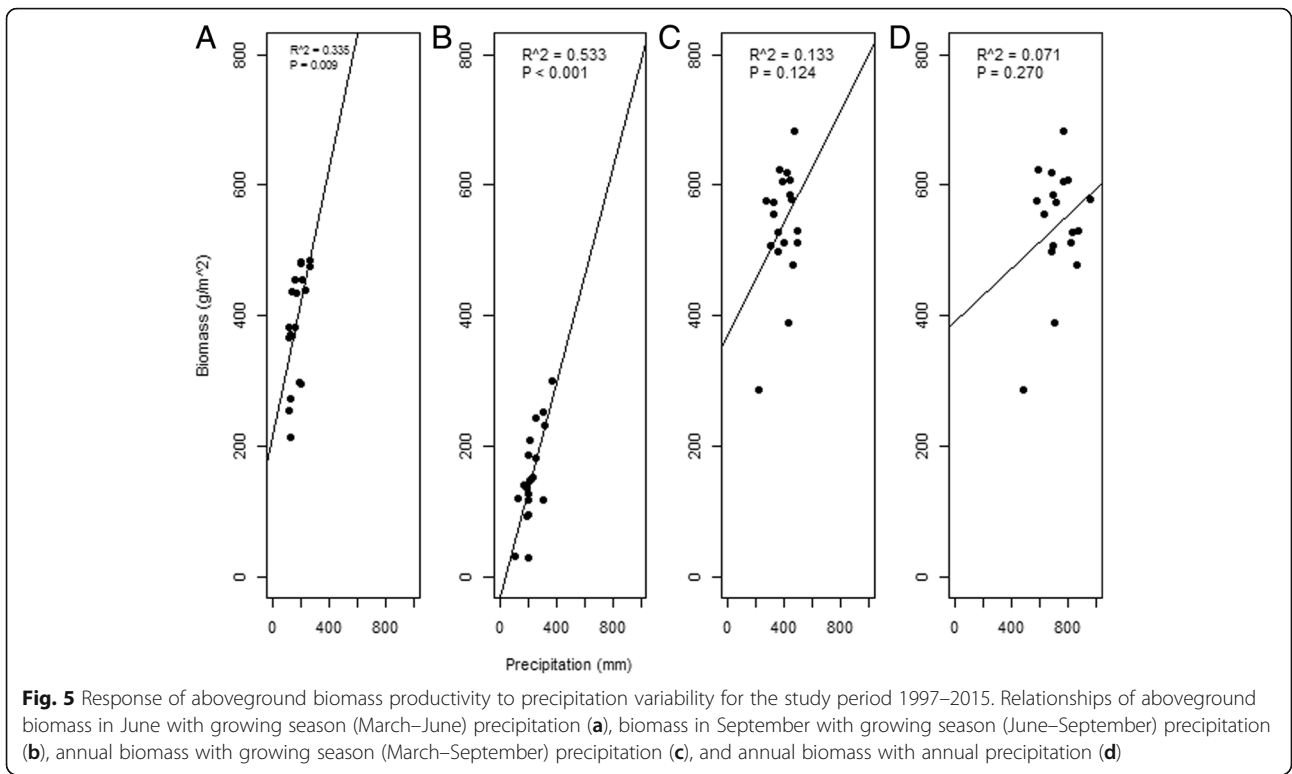 A
B
C
D
R^2 = 0.335
P = 0.009
R^2 = 0.533
P < 0.001
R^2 = 0.133
P = 0.124
R^2 = 0.071
P = 0.270
Biomass (g/m^2)
0 200 400 600 800
0 200 400 600 800
0 200 400 600 800
0 200 400 600 800
0 400 800
0 400 800
0 400 800
0 400 800
Precipitation (mm)
Fig. 5 Response of aboveground biomass productivity to precipitation variability for the study period 1997–2015. Relationships of aboveground
biomass in June with growing season (March–June) precipitation (a), biomass in September with growing season (June–September) precipitation
(b), annual biomass with growing season (March–September) precipitation (c), and annual biomass with annual precipitation (d)